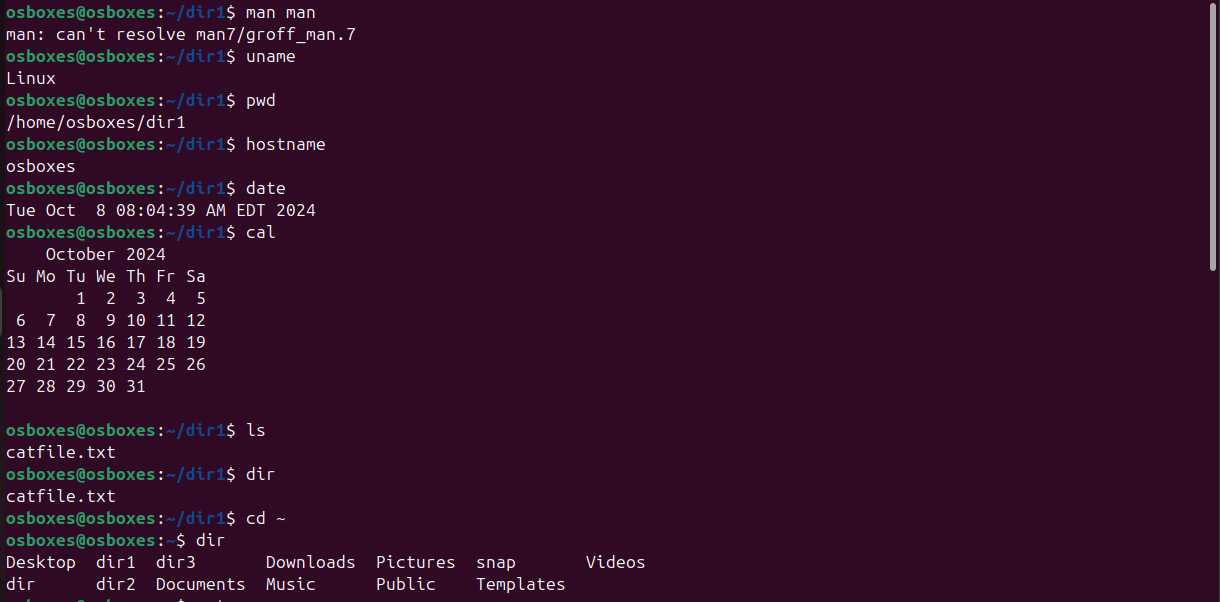 osboxes@osboxes:~/dir1$ man man
man: can't resolve man7/groff_man.7
osboxes@osboxes:~/dir1$ uname
Linux
osboxes@osboxes:~/dir1$ pwd
/home/osboxes/dir1
osboxes@osboxes:~/dir1$ hostname
osboxes
osboxes@osboxes:~/dir1$ date
Tue Oct  8 08:04:39 AM EDT 2024
osboxes@osboxes:~/dir1$ cal
    October 2024
Su Mo Tu We Th Fr Sa
       1  2  3  4  5
 6  7  8  9 10 11 12
13 14 15 16 17 18 19
20 21 22 23 24 25 26
27 28 29 30 31
osboxes@osboxes:~/dir1$ ls
catfile.txt
osboxes@osboxes:~/dir1$ dir
catfile.txt
osboxes@osboxes:~/dir1$ cd ~
osboxes@osboxes:~$ dir
Desktop  dir1  dir3       Downloads  Pictures  snap       Videos
dir      dir2  Documents  Music      Public    Templates